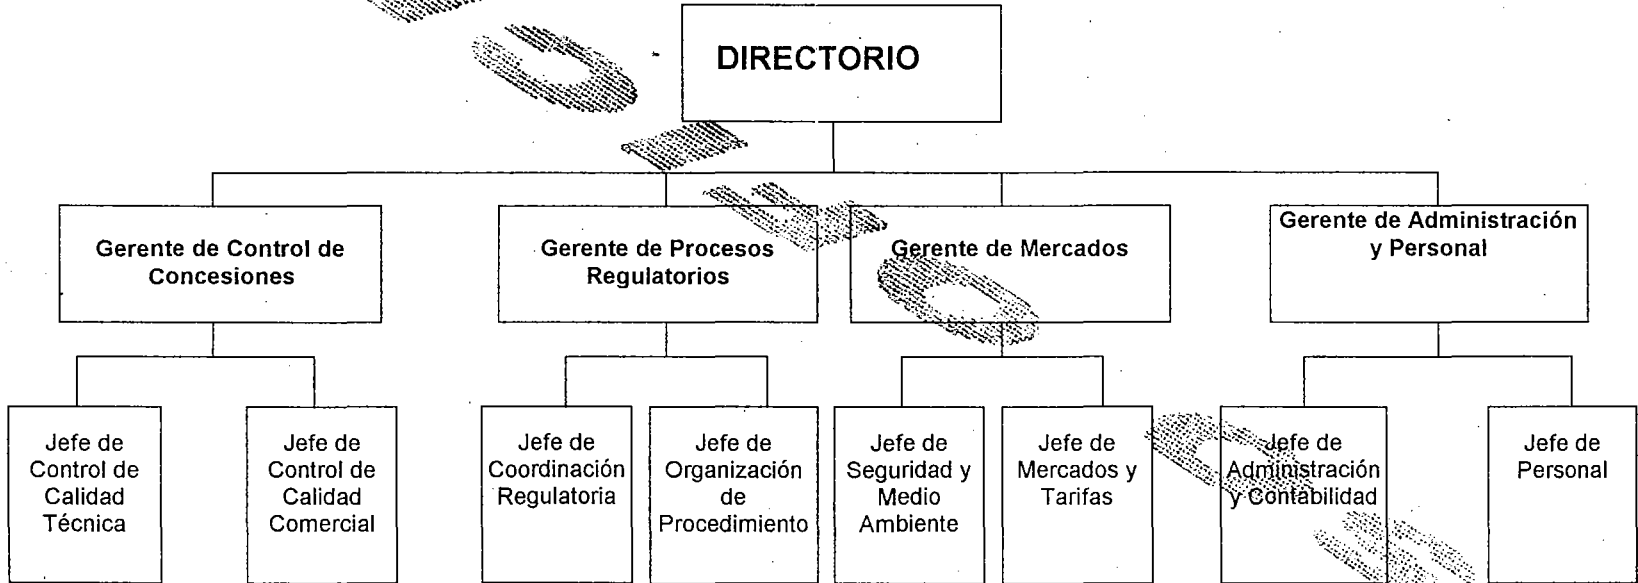 DIRECTORIO
Gerente de Control de
Concesiones
Gerente de Procesos
Regulatorios
Gerente de Mercados
Gerente de Administración
y Personal
Jefe de
Control de
Calidad
Técnica
Jefe de
Control de
Calidad
Comercial
Jefe de
Coordinación
Regulatoria
Jefe de
Organización
de
Procedimiento
Jefe de
Seguridad y
Medio
Ambiente
Jefe de
Mercados y
Tarifas
Jefe de
Administración
y Contabilidad
Jefe de
Personal